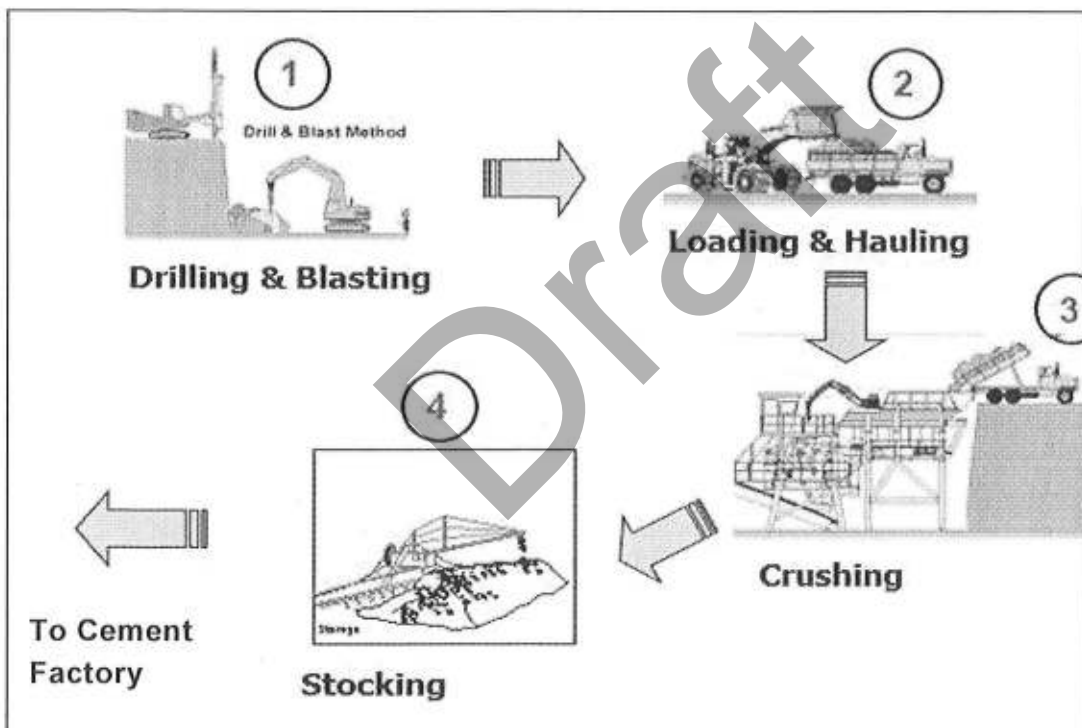 1
Drill & Blast Method
Drilling & Blasting
2
Loading & Hauling
3
Crushing
4
Storage
Stocking
To Cement
Factory
Draft